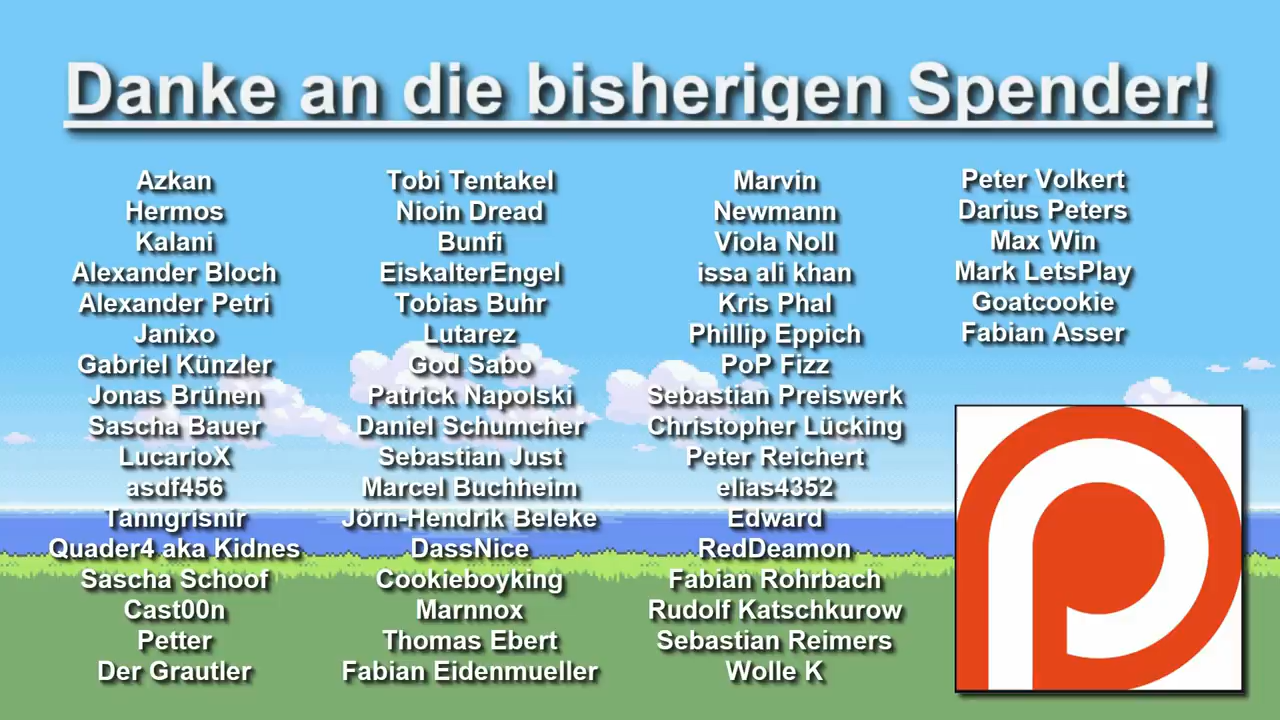 Danke an die bisherigen Spender!
Azkan
Hermos
Kalani
Alexander Bloch
Alexander Petri
Janixo
Gabriel Künzler
Jonas Brünen
Sascha Bauer
LucarioX
asdf456
Tanngrisnir
Quader4 aka Kidnes
Sascha Schoof
Cast00n
Petter
Der Grautler
Tobi Tentakel
Nioin Dread
Bunfi
EiskalterEngel
Tobias Buhr
Lutarez
God Sabo
Patrick Napolski
Daniel Schumcher
Sebastian Just
Marcel Buchheim
Jörn-Hendrik Beleke
DassNice
Cookieboyking
Marnnox
Thomas Ebert
Fabian Eidenmueller
Marvin
Newmann
Viola Noll
issa ali khan
Kris Phal
Phillip Eppich
PoP Fizz
Sebastian Preiswerk
Christopher Lücking
Peter Reichert
elias4352
Edward
RedDeamon
Fabian Rohrbach
Rudolf Katschkurow
Sebastian Reimers
Wolle K
Peter Volkert
Darius Peters
Max Win
Mark LetsPlay
Goatcookie
Fabian Asser